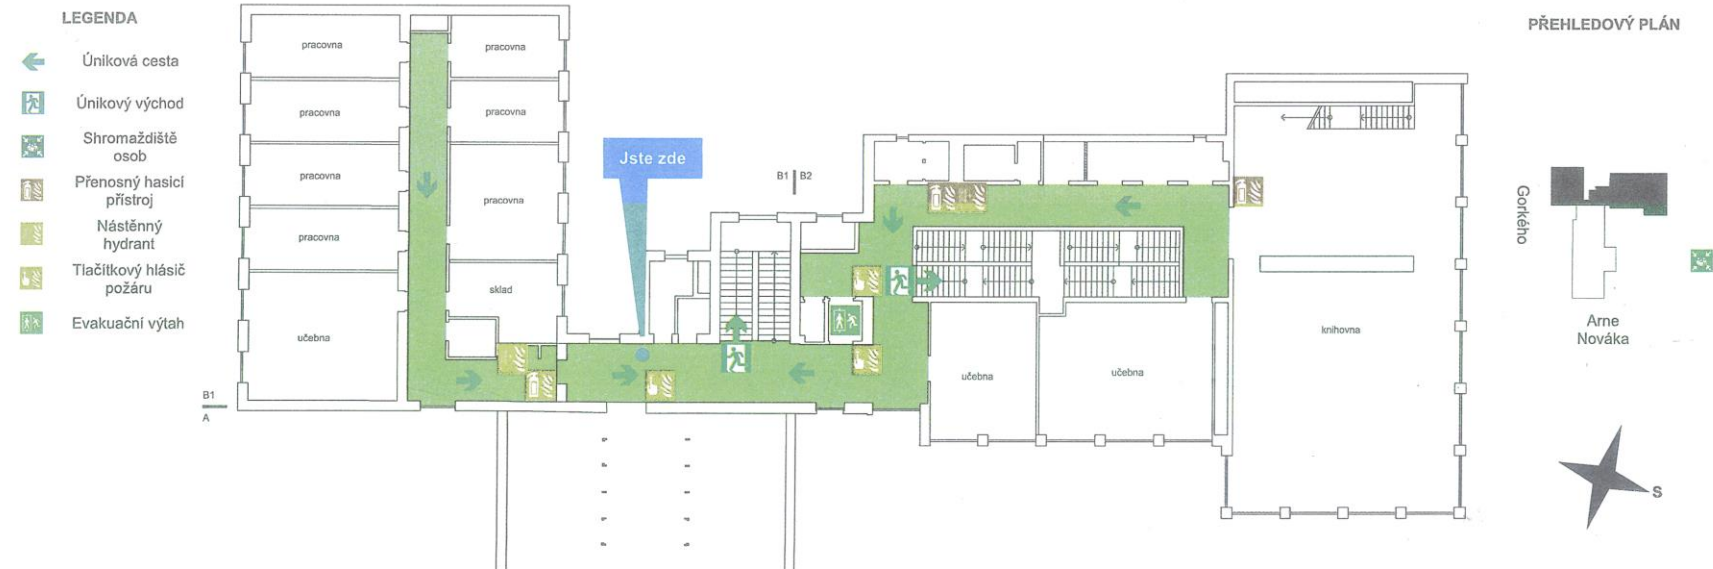 LEGENDA
Úniková cesta
Únikový východ
Shromaždiště
osob
Přenosný hasicí
přístroj
Nástěnný
hydrant
Tlačítkový hlásič
požáru
Evakuační výtah
pracovna
pracovna
pracovna
pracovna
pracovna
pracovna
pracovna
pracovna
sklad
učebna
B1
A
Jste zde
B1 B2
učebna
učebna
knihovna
PŘEHLEDOVÝ PLÁN
Gorkého
Arne
Nováka
S